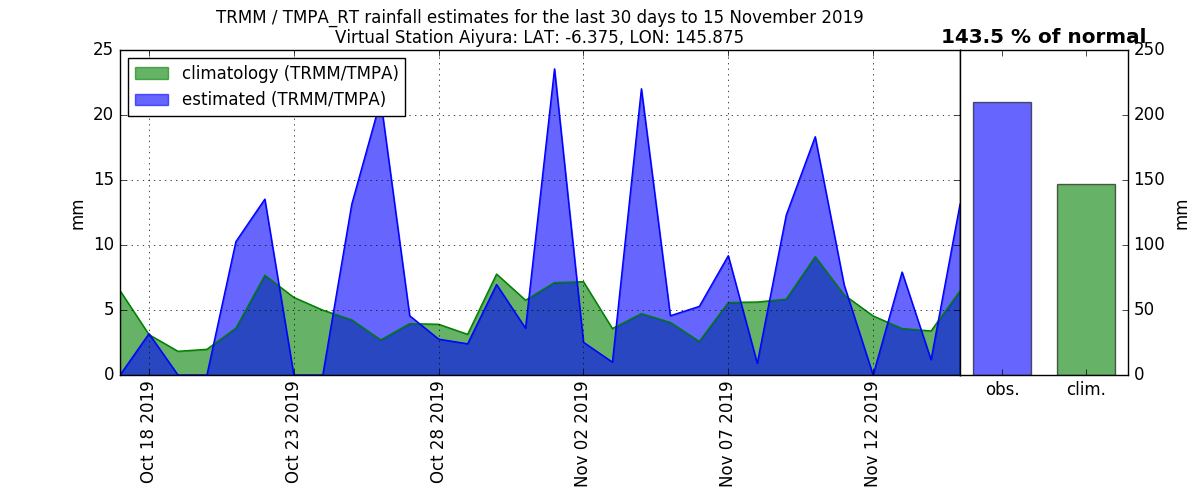 TRMM / TMPA_RT rainfall estimates for the last 30 days to 15 November 2019
Virtual Station Aiyura: LAT: -6.375, LON: 145.875
143.5 % of normal
climatology (TRMM/TMPA)
estimated (TRMM/TMPA)
25
20
15
10
5
0
mm
Oct 18 2019
Oct 23 2019
Oct 28 2019
Nov 02 2019
Nov 07 2019
Nov 12 2019
obs.
clim.
250
200
150
100
50
0
mm